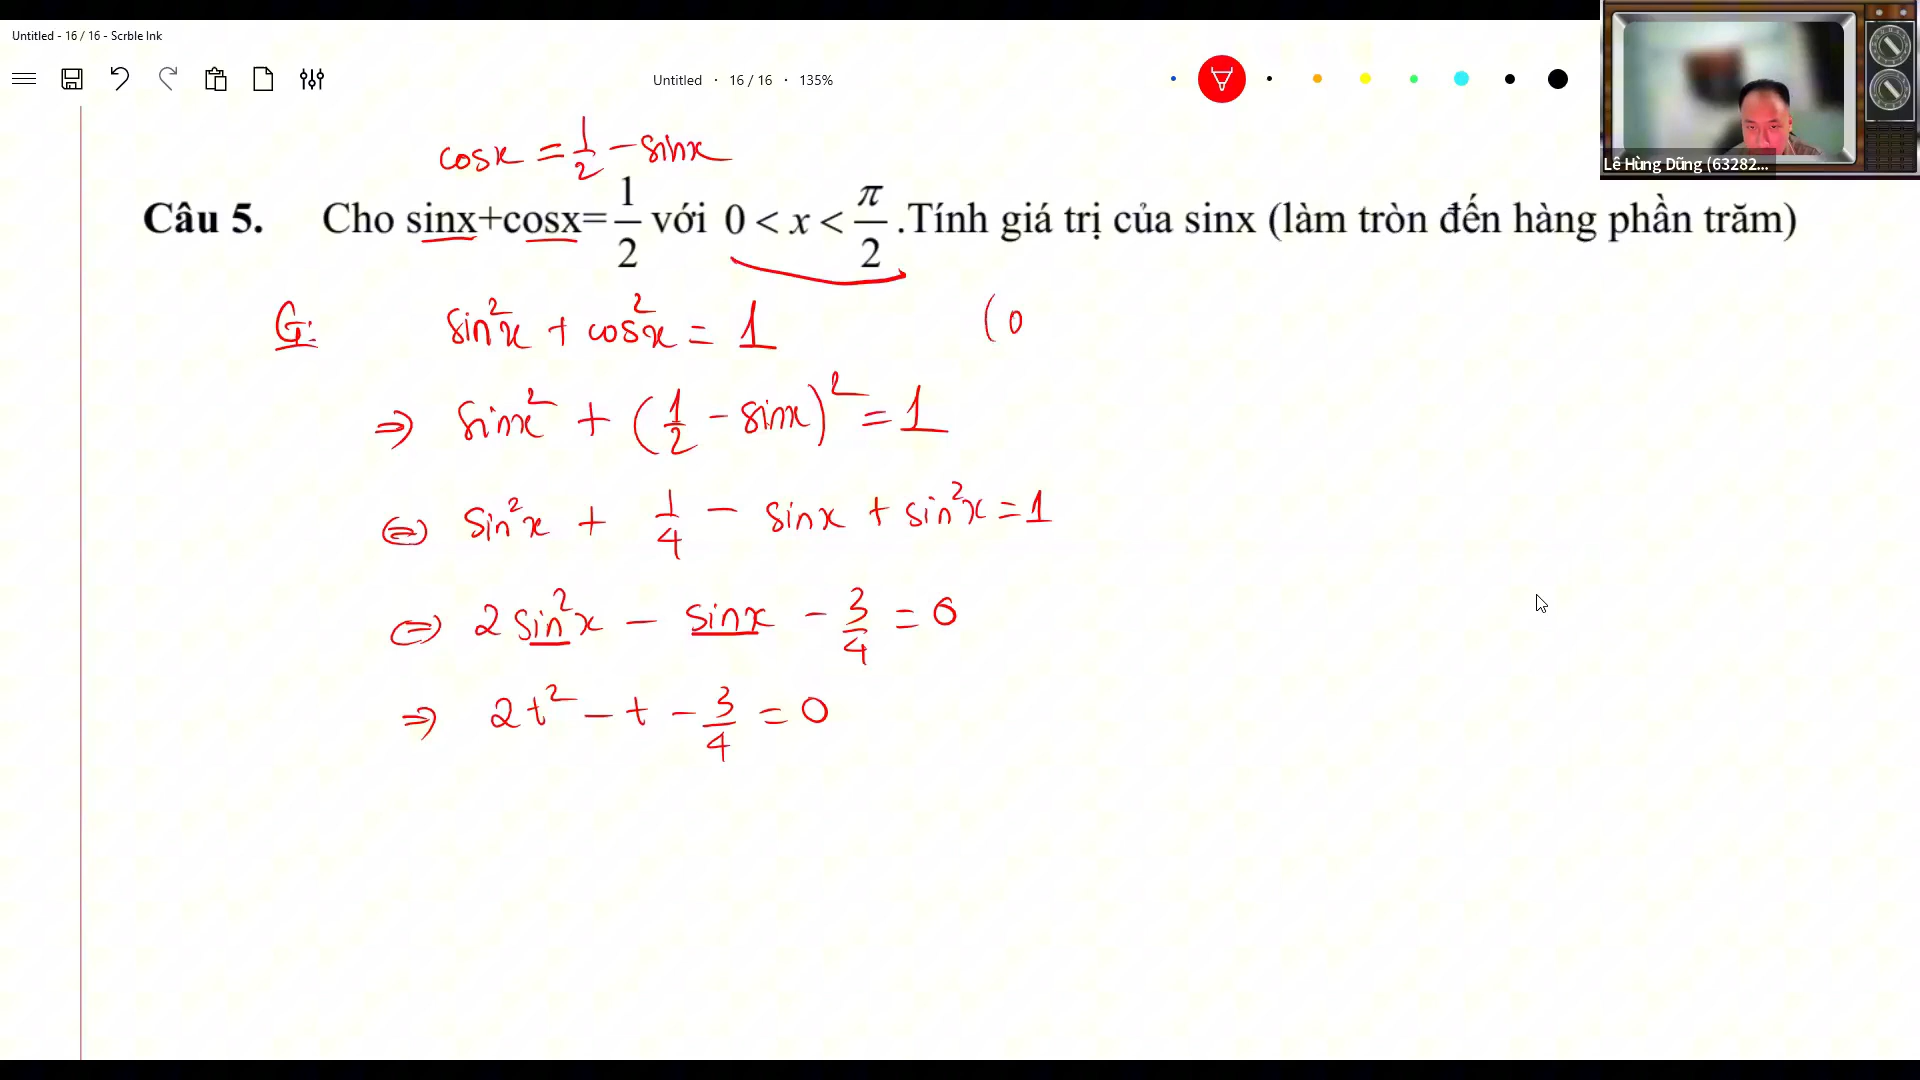 Untitled - 16 / 16 - Scrble Ink
Untitled • 16 / 16 • 135%
Lê Hùng Dũng (63282...
cosx = 1/2 - sinx
Câu 5. Cho sinx+cosx= 1/2 với 0 < x < π/2 .Tính giá trị của sinx (làm tròn đến hàng phần trăm)
G: sin²x + cos²x = 1 (0
⇒ sinx² + (1/2 - sinx)² = 1
⇔ sin²x + 1/4 - sinx + sin²x = 1
⇔ 2 sin²x - sinx - 3/4 = 0
⇒ 2t² - t - 3/4 = 0